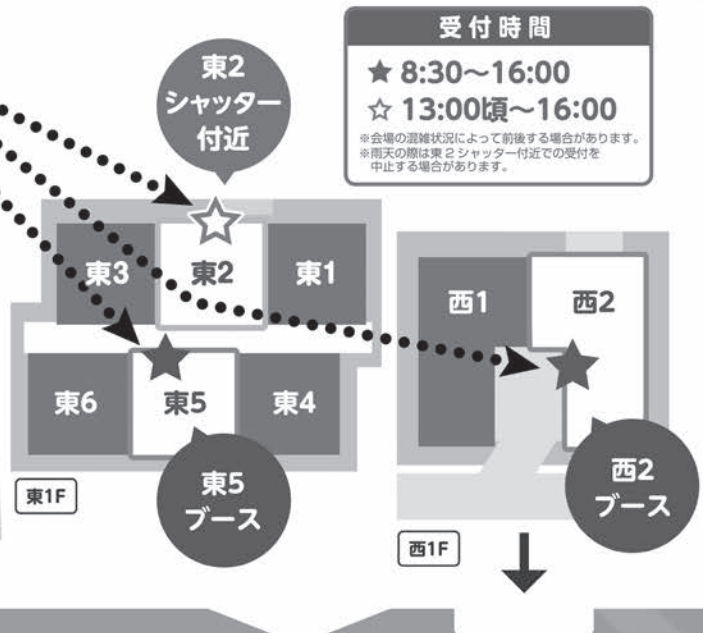 受付時間
★ 8:30～16:00
☆ 13:00頃～16:00
※会場の混雑状況によって前後する場合があります。
※雨天の際は東2シャッター付近での受付を
中止する場合があります。
東2
シャッター
付近
東3
東2
東1
東6
東5
東4
東5
ブース
東1F
西1
西2
西2
ブース
西1F